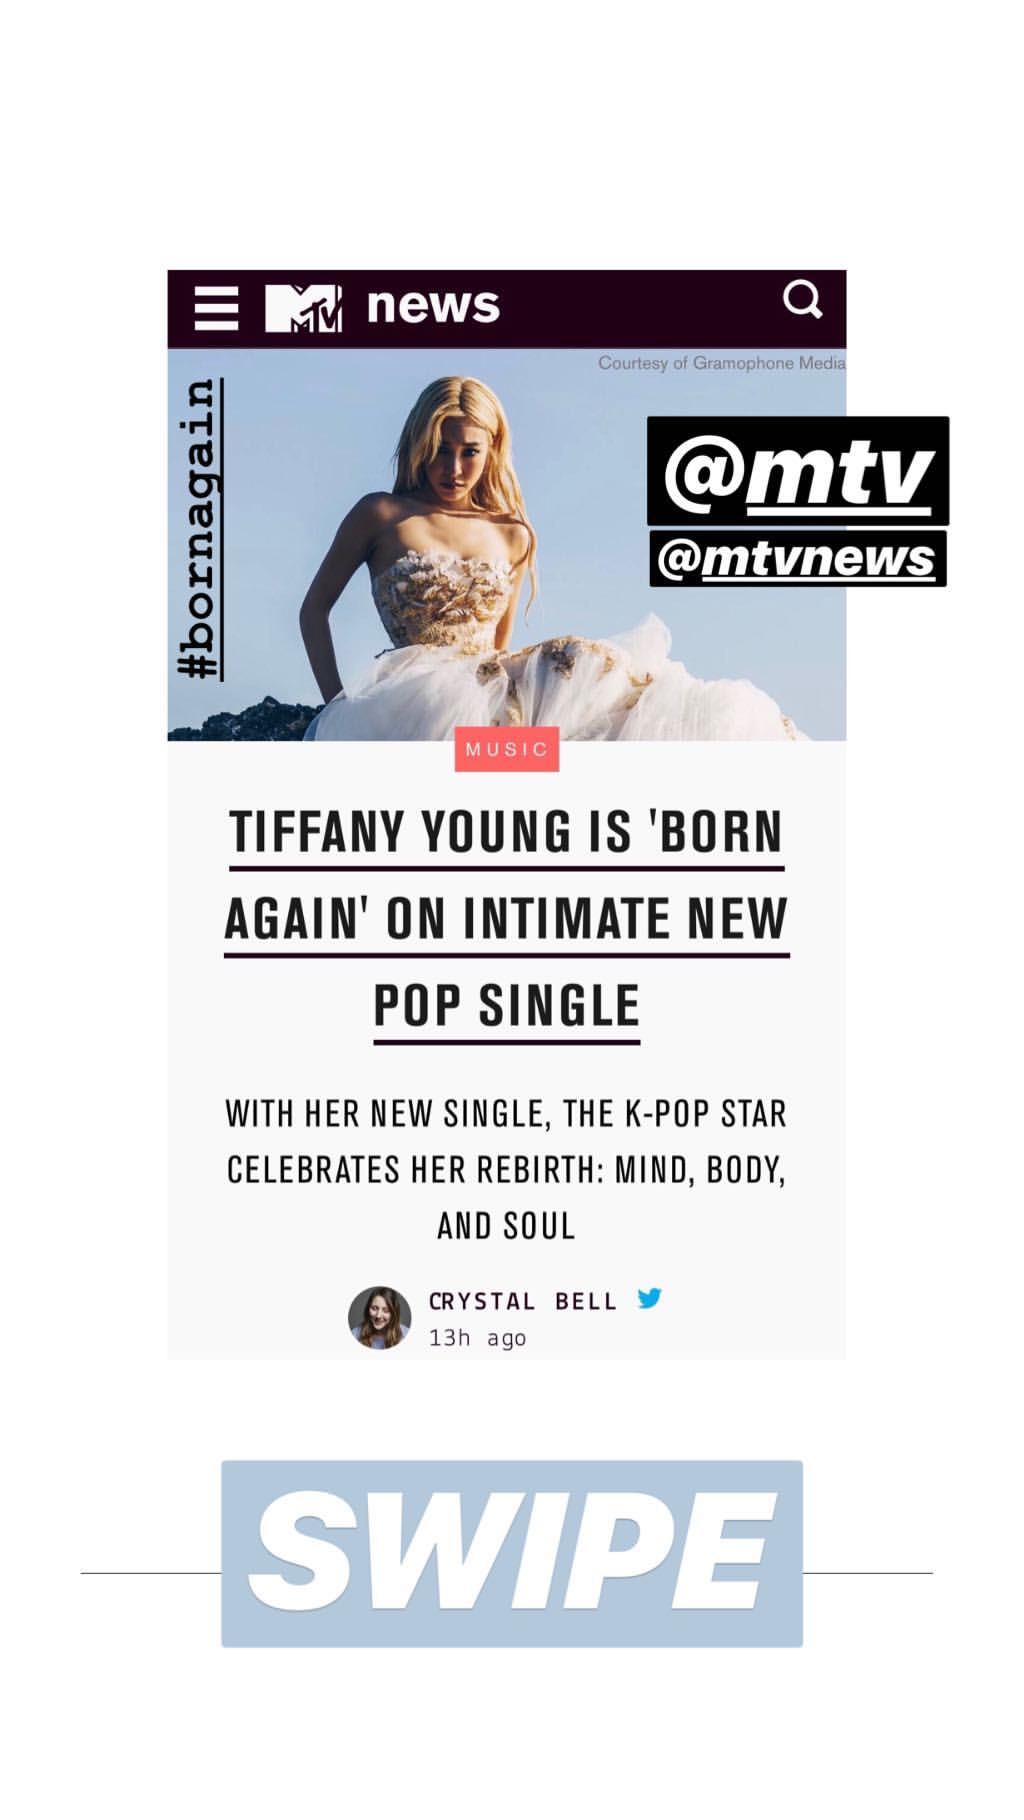 MTV news
Courtesy of Gramophone Media
#bornagain
@mtv
@mtvnews
MUSIC
TIFFANY YOUNG IS 'BORN
AGAIN' ON INTIMATE NEW
POP SINGLE
WITH HER NEW SINGLE, THE K-POP STAR
CELEBRATES HER REBIRTH: MIND, BODY,
AND SOUL
CRYSTAL BELL
13h ago
SWIPE